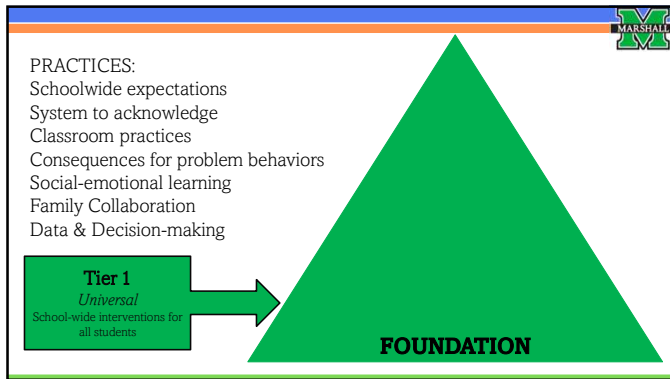 MARSHALL
PRACTICES:
Schoolwide expectations
System to acknowledge
Classroom practices
Consequences for problem behaviors
Social-emotional learning
Family Collaboration
Data & Decision-making
Tier 1
Universal
School-wide interventions for
all students
FOUNDATION